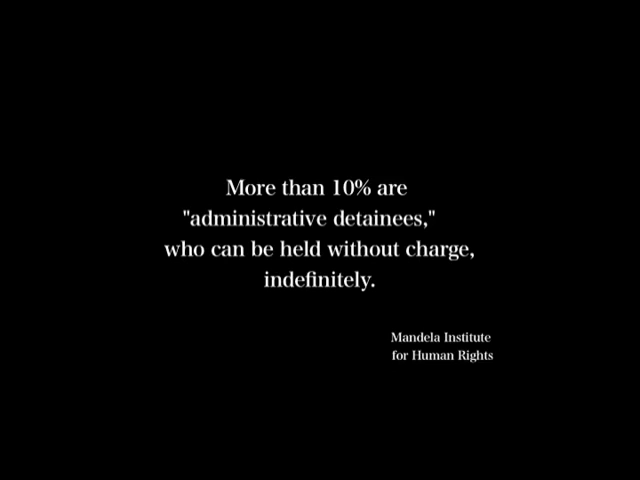 More than 10% are
"administrative detainees,"
who can be held without charge,
indefinitely.
Mandela Institute
for Human Rights